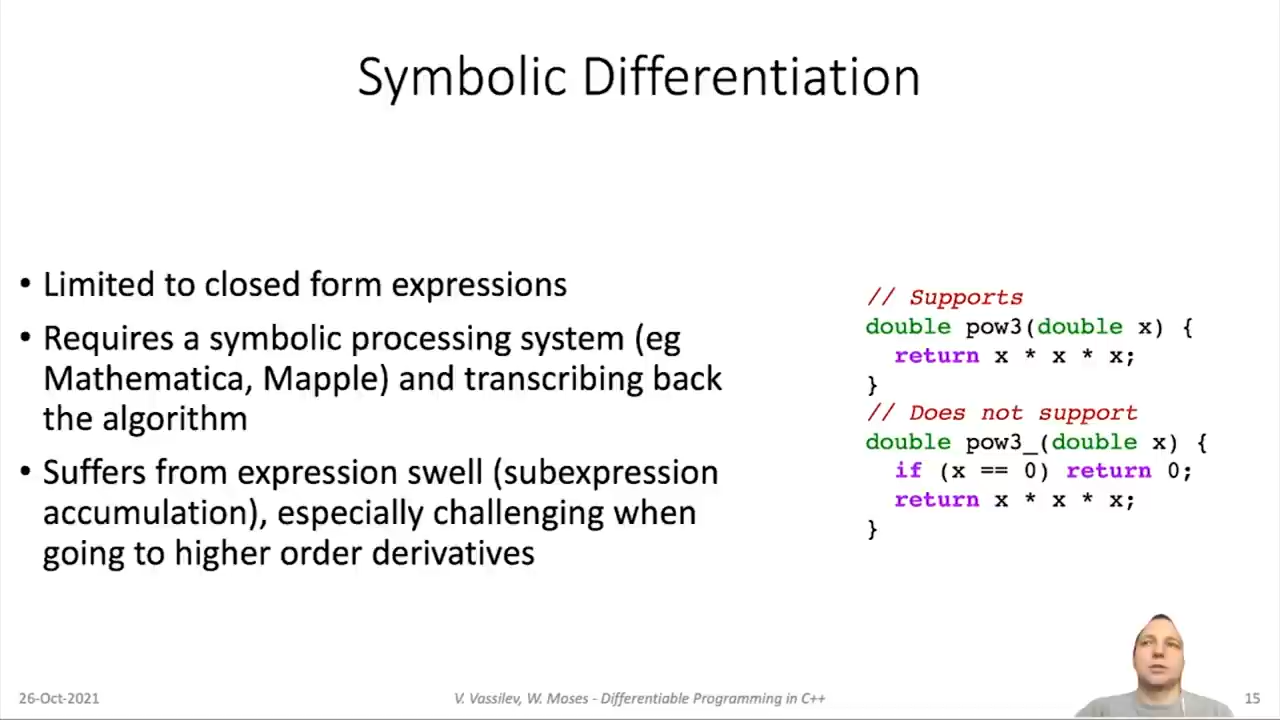 Symbolic Differentiation
• Limited to closed form expressions
• Requires a symbolic processing system (eg
Mathematica, Mapple) and transcribing back
the algorithm
• Suffers from expression swell (subexpression
accumulation), especially challenging when
going to higher order derivatives
// Supports
double pow3(double x) {
  return x * x * x;
}
// Does not support
double pow3_(double x) {
  if (x == 0) return 0;
  return x * x * x;
}
26-Oct-2021
V. Vassilev, W. Moses - Differentiable Programming in C++
15